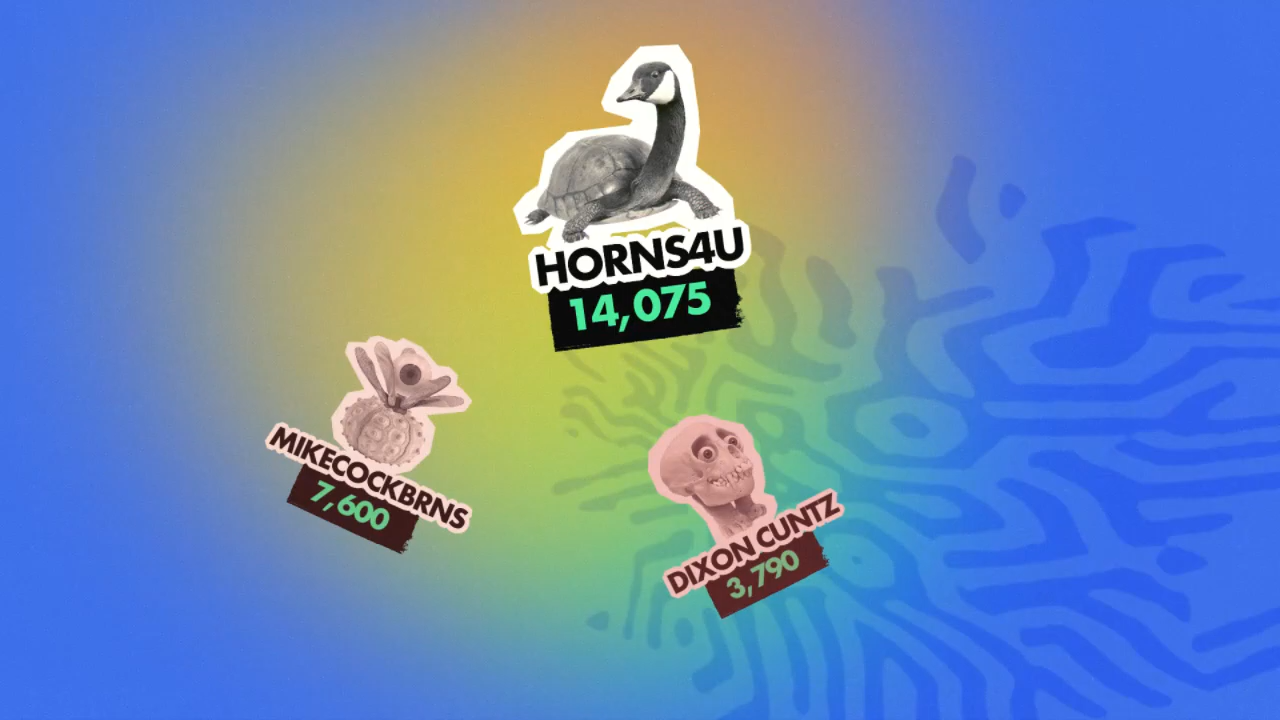 HORNS4U
14,075
MIKECOCKBRNS
7,600
DIXON CUNTZ
3,790